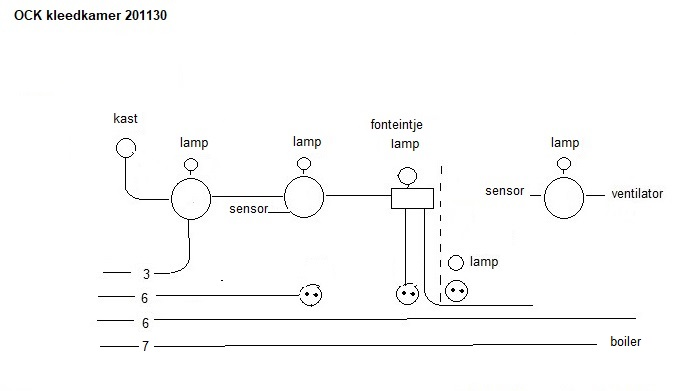 OCK kleedkamer 201130
kast
fonteintje
lamp
lamp
lamp
lamp
sensor
sensor
ventilator
lamp
3
6
6
7
boiler